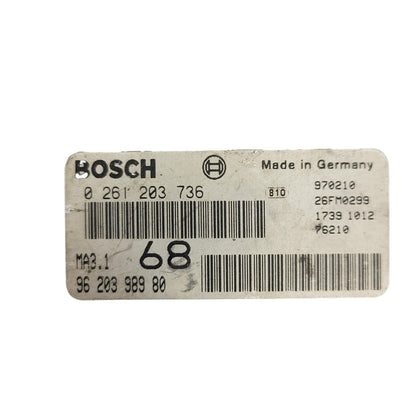 BOSCH Made in Germany
0 261 203 736 B10 970210
26FM0299
1739 1012
76210
MA3.1 68
96 203 989 80